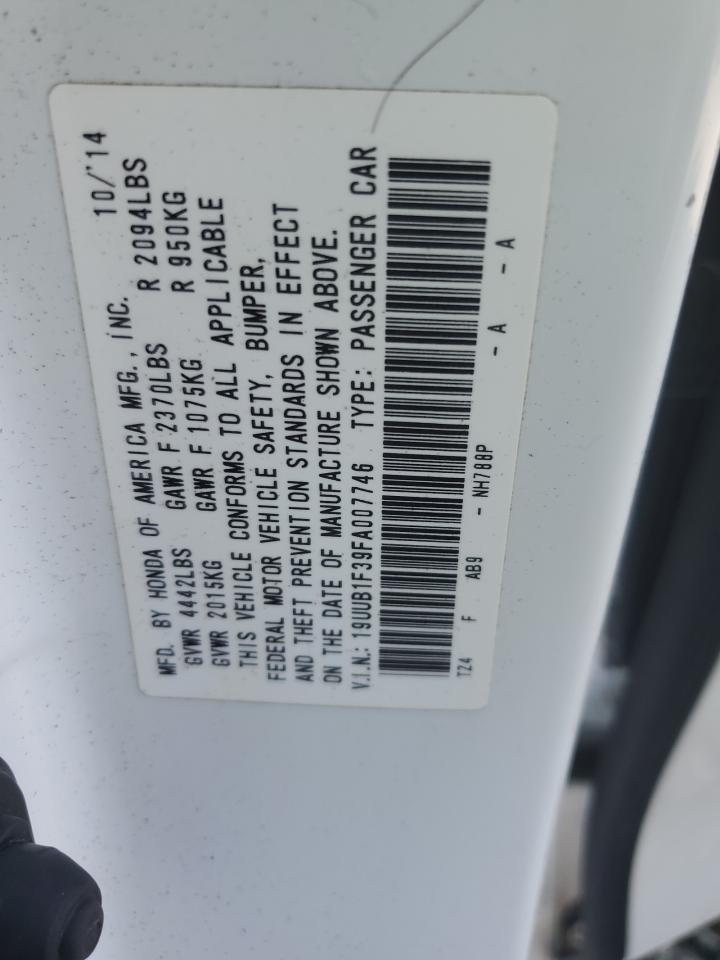 MFD. BY HONDA OF AMERICA MFG., INC. 10/'14
GVWR 4442LBS GAWR F 2370LBS R 2094LBS
GVWR 2015KG GAWR F 1075KG R 950KG
THIS VEHICLE CONFORMS TO ALL APPLICABLE
FEDERAL MOTOR VEHICLE SAFETY, BUMPER,
AND THEFT PREVENTION STANDARDS IN EFFECT
ON THE DATE OF MANUFACTURE SHOWN ABOVE.
V.I.N.: 19UUB1F39FA007746 TYPE: PASSENGER CAR
TZ4 F AB9 - NH788P - A - A